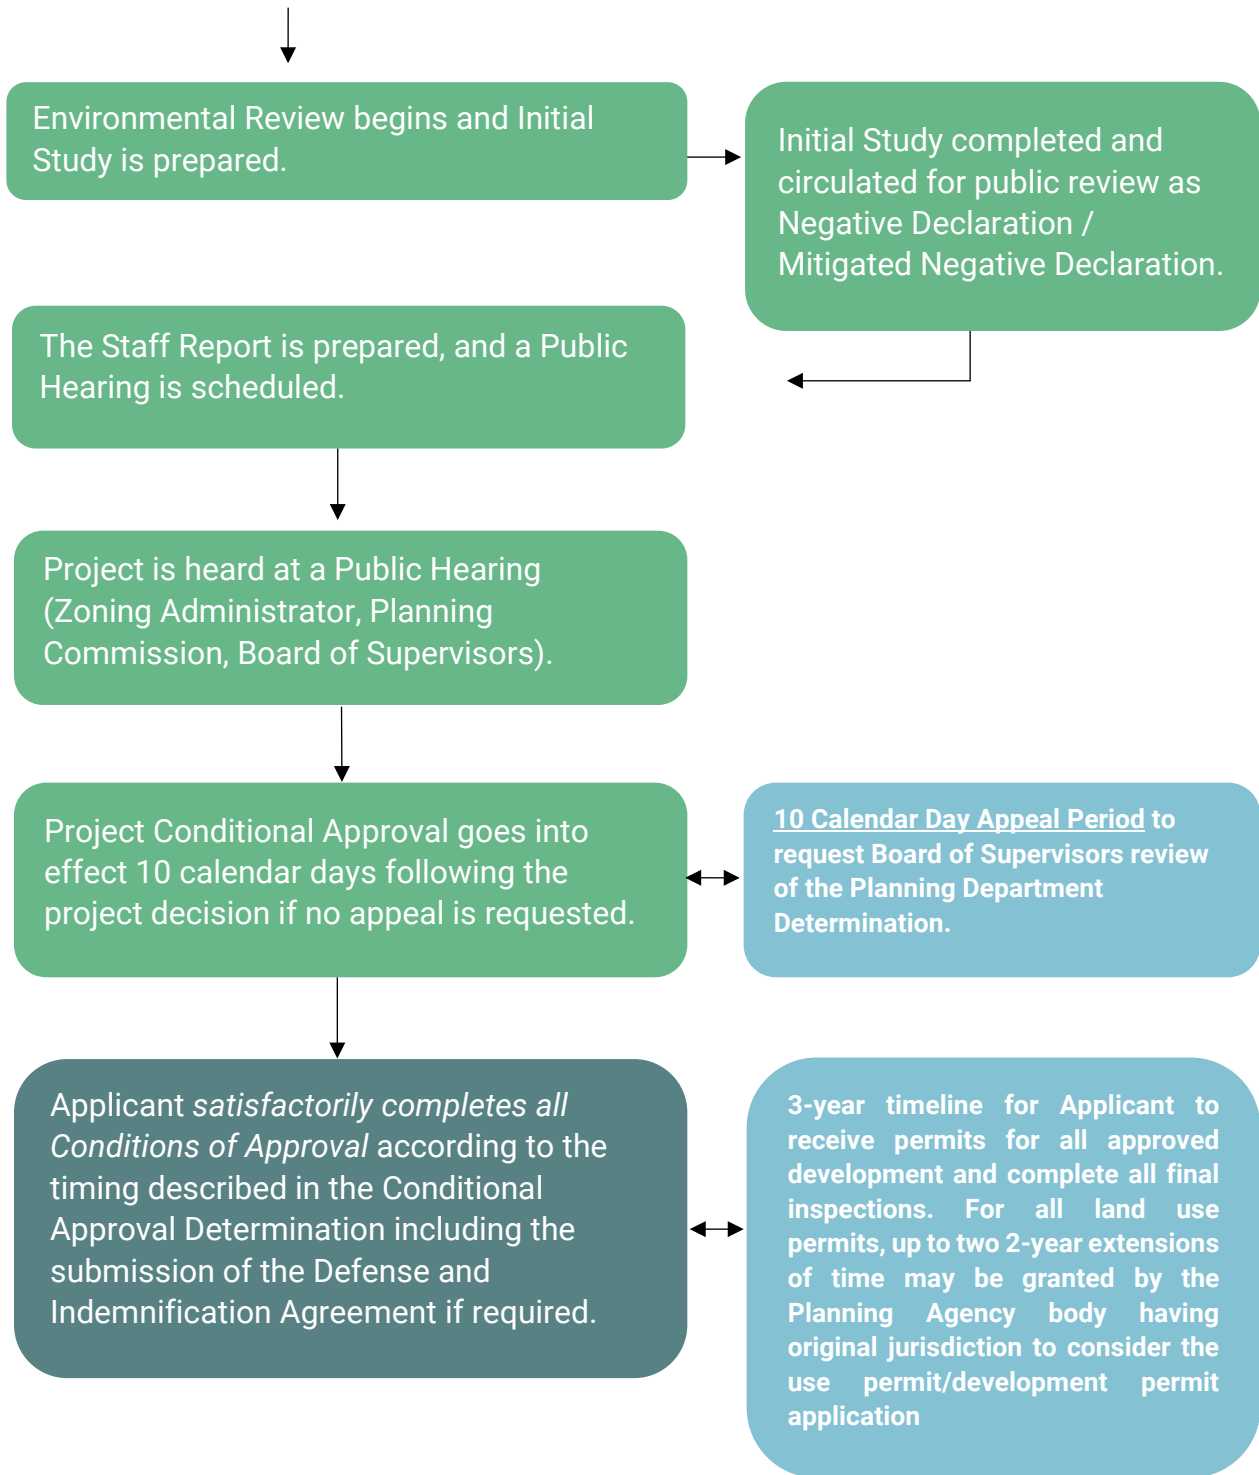 Environmental Review begins and Initial
Study is prepared.
Initial Study completed and
circulated for public review as
Negative Declaration /
Mitigated Negative Declaration.
The Staff Report is prepared, and a Public
Hearing is scheduled.
Project is heard at a Public Hearing
(Zoning Administrator, Planning
Commission, Board of Supervisors).
Project Conditional Approval goes into
effect 10 calendar days following the
project decision if no appeal is requested.
10 Calendar Day Appeal Period to
request Board of Supervisors review
of the Planning Department
Determination.
Applicant satisfactorily completes all
Conditions of Approval according to the
timing described in the Conditional
Approval Determination including the
submission of the Defense and
Indemnification Agreement if required.
3-year timeline for Applicant to
receive permits for all approved
development and complete all final
inspections. For all land use
permits, up to two 2-year extensions
of time may be granted by the
Planning Agency body having
original jurisdiction to consider the
use permit/development permit
application